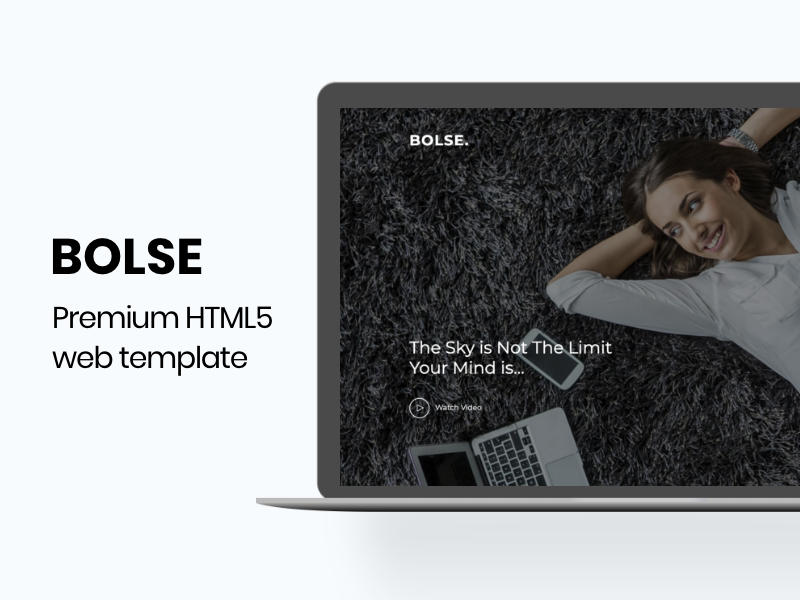 BOLSE
Premium HTML5
web template
BOLSE.
The Sky is Not The Limit
Your Mind is...
Watch Video